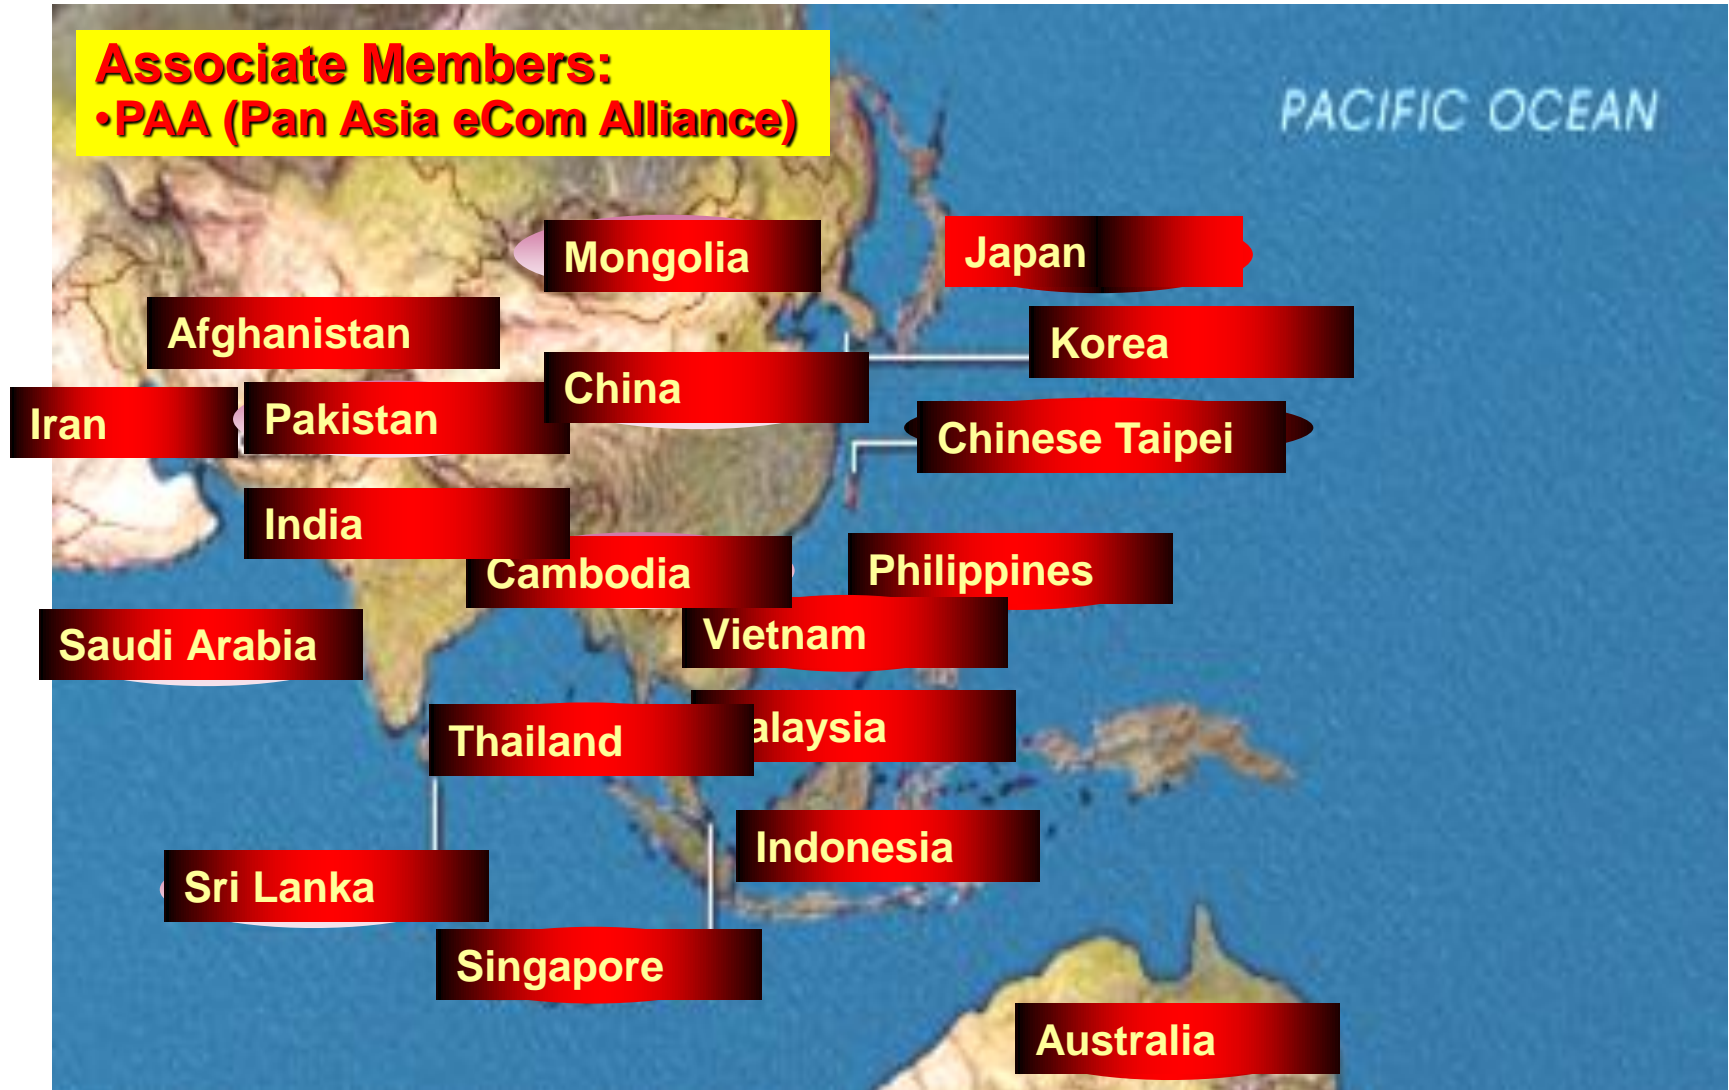 Associate Members:
•PAA (Pan Asia eCom Alliance)
PACIFIC OCEAN
Mongolia
Japan
Afghanistan
Korea
China
Iran
Pakistan
Chinese Taipei
India
Cambodia
Philippines
Saudi Arabia
Vietnam
Thailand
alaysia
Indonesia
Sri Lanka
Singapore
Australia